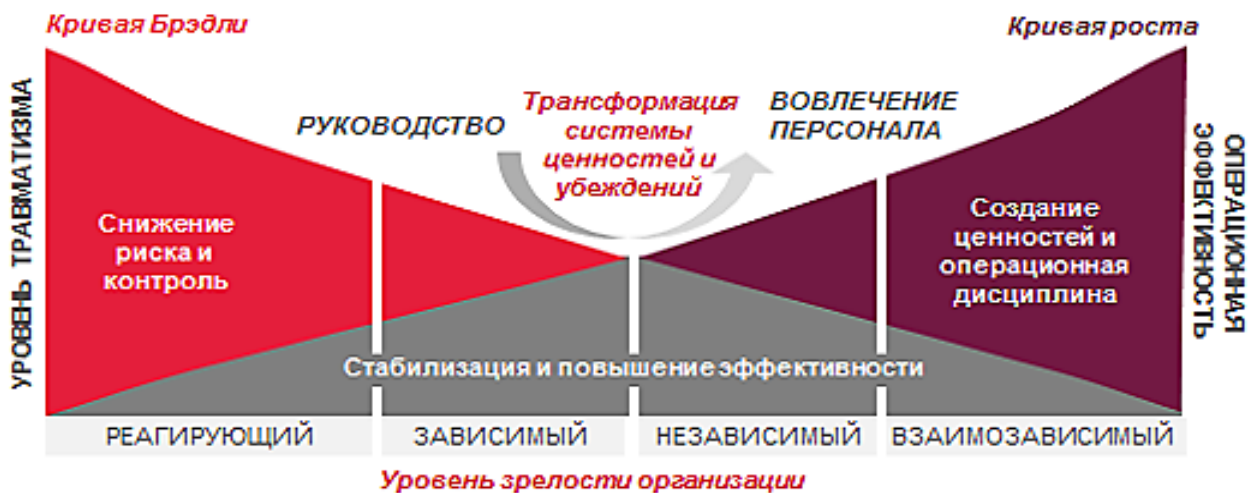 Кривая Брэдли
Кривая роста
УРОВЕНЬ ТРАВМАТИЗМА
РУКОВОДСТВО
Трансформация
системы
ценностей и
убеждений
ВОВЛЕЧЕНИЕ
ПЕРСОНАЛА
ОПЕРАЦИОННАЯ
ЭФФЕКТИВНОСТЬ
Снижение
риска и
контроль
Создание
ценностей и
операционная
дисциплина
Стабилизация и повышение эффективности
РЕАГИРУЮЩИЙ
ЗАВИСИМЫЙ
НЕЗАВИСИМЫЙ
ВЗАИМОЗАВИСИМЫЙ
Уровень зрелости организации